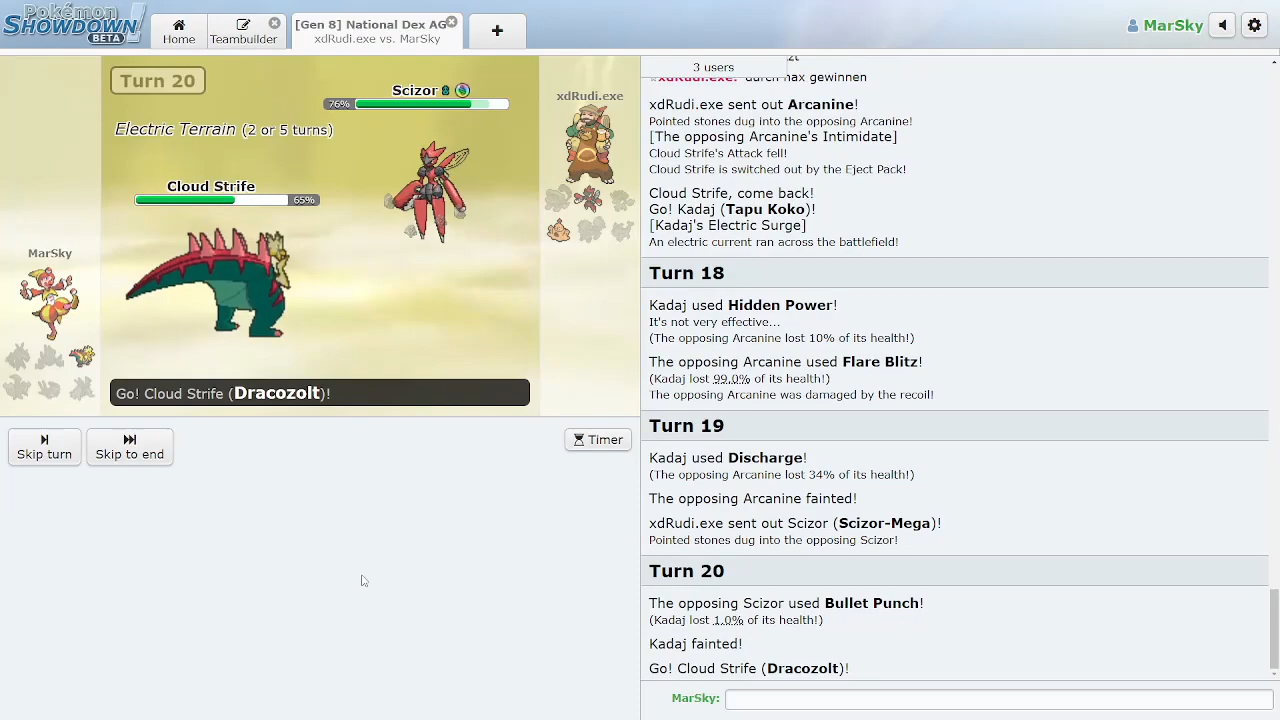 Pokémon
SHOWDOWN!
BETA
Home
Teambuilder
[Gen 8] National Dex AG
xdRudi.exe vs. MarSky
+
MarSky
Turn 20
Electric Terrain (2 or 5 turns)
Scizor
76%
Cloud Strife
65%
xdRudi.exe
MarSky
Go! Cloud Strife (Dracozolt)!
Skip turn
Skip to end
Timer
3 users
xdRudi.exe: durch hax gewinnen
xdRudi.exe sent out Arcanine!
Pointed stones dug into the opposing Arcanine!
[The opposing Arcanine's Intimidate]
Cloud Strife's Attack fell!
Cloud Strife is switched out by the Eject Pack!
Cloud Strife, come back!
Go! Kadaj (Tapu Koko)!
[Kadaj's Electric Surge]
An electric current ran across the battlefield!
Turn 18
Kadaj used Hidden Power!
It's not very effective...
(The opposing Arcanine lost 10% of its health!)
The opposing Arcanine used Flare Blitz!
(Kadaj lost 99.0% of its health!)
The opposing Arcanine was damaged by the recoil!
Turn 19
Kadaj used Discharge!
(The opposing Arcanine lost 34% of its health!)
The opposing Arcanine fainted!
xdRudi.exe sent out Scizor (Scizor-Mega)!
Pointed stones dug into the opposing Scizor!
Turn 20
The opposing Scizor used Bullet Punch!
(Kadaj lost 1.0% of its health!)
Kadaj fainted!
Go! Cloud Strife (Dracozolt)!
MarSky: